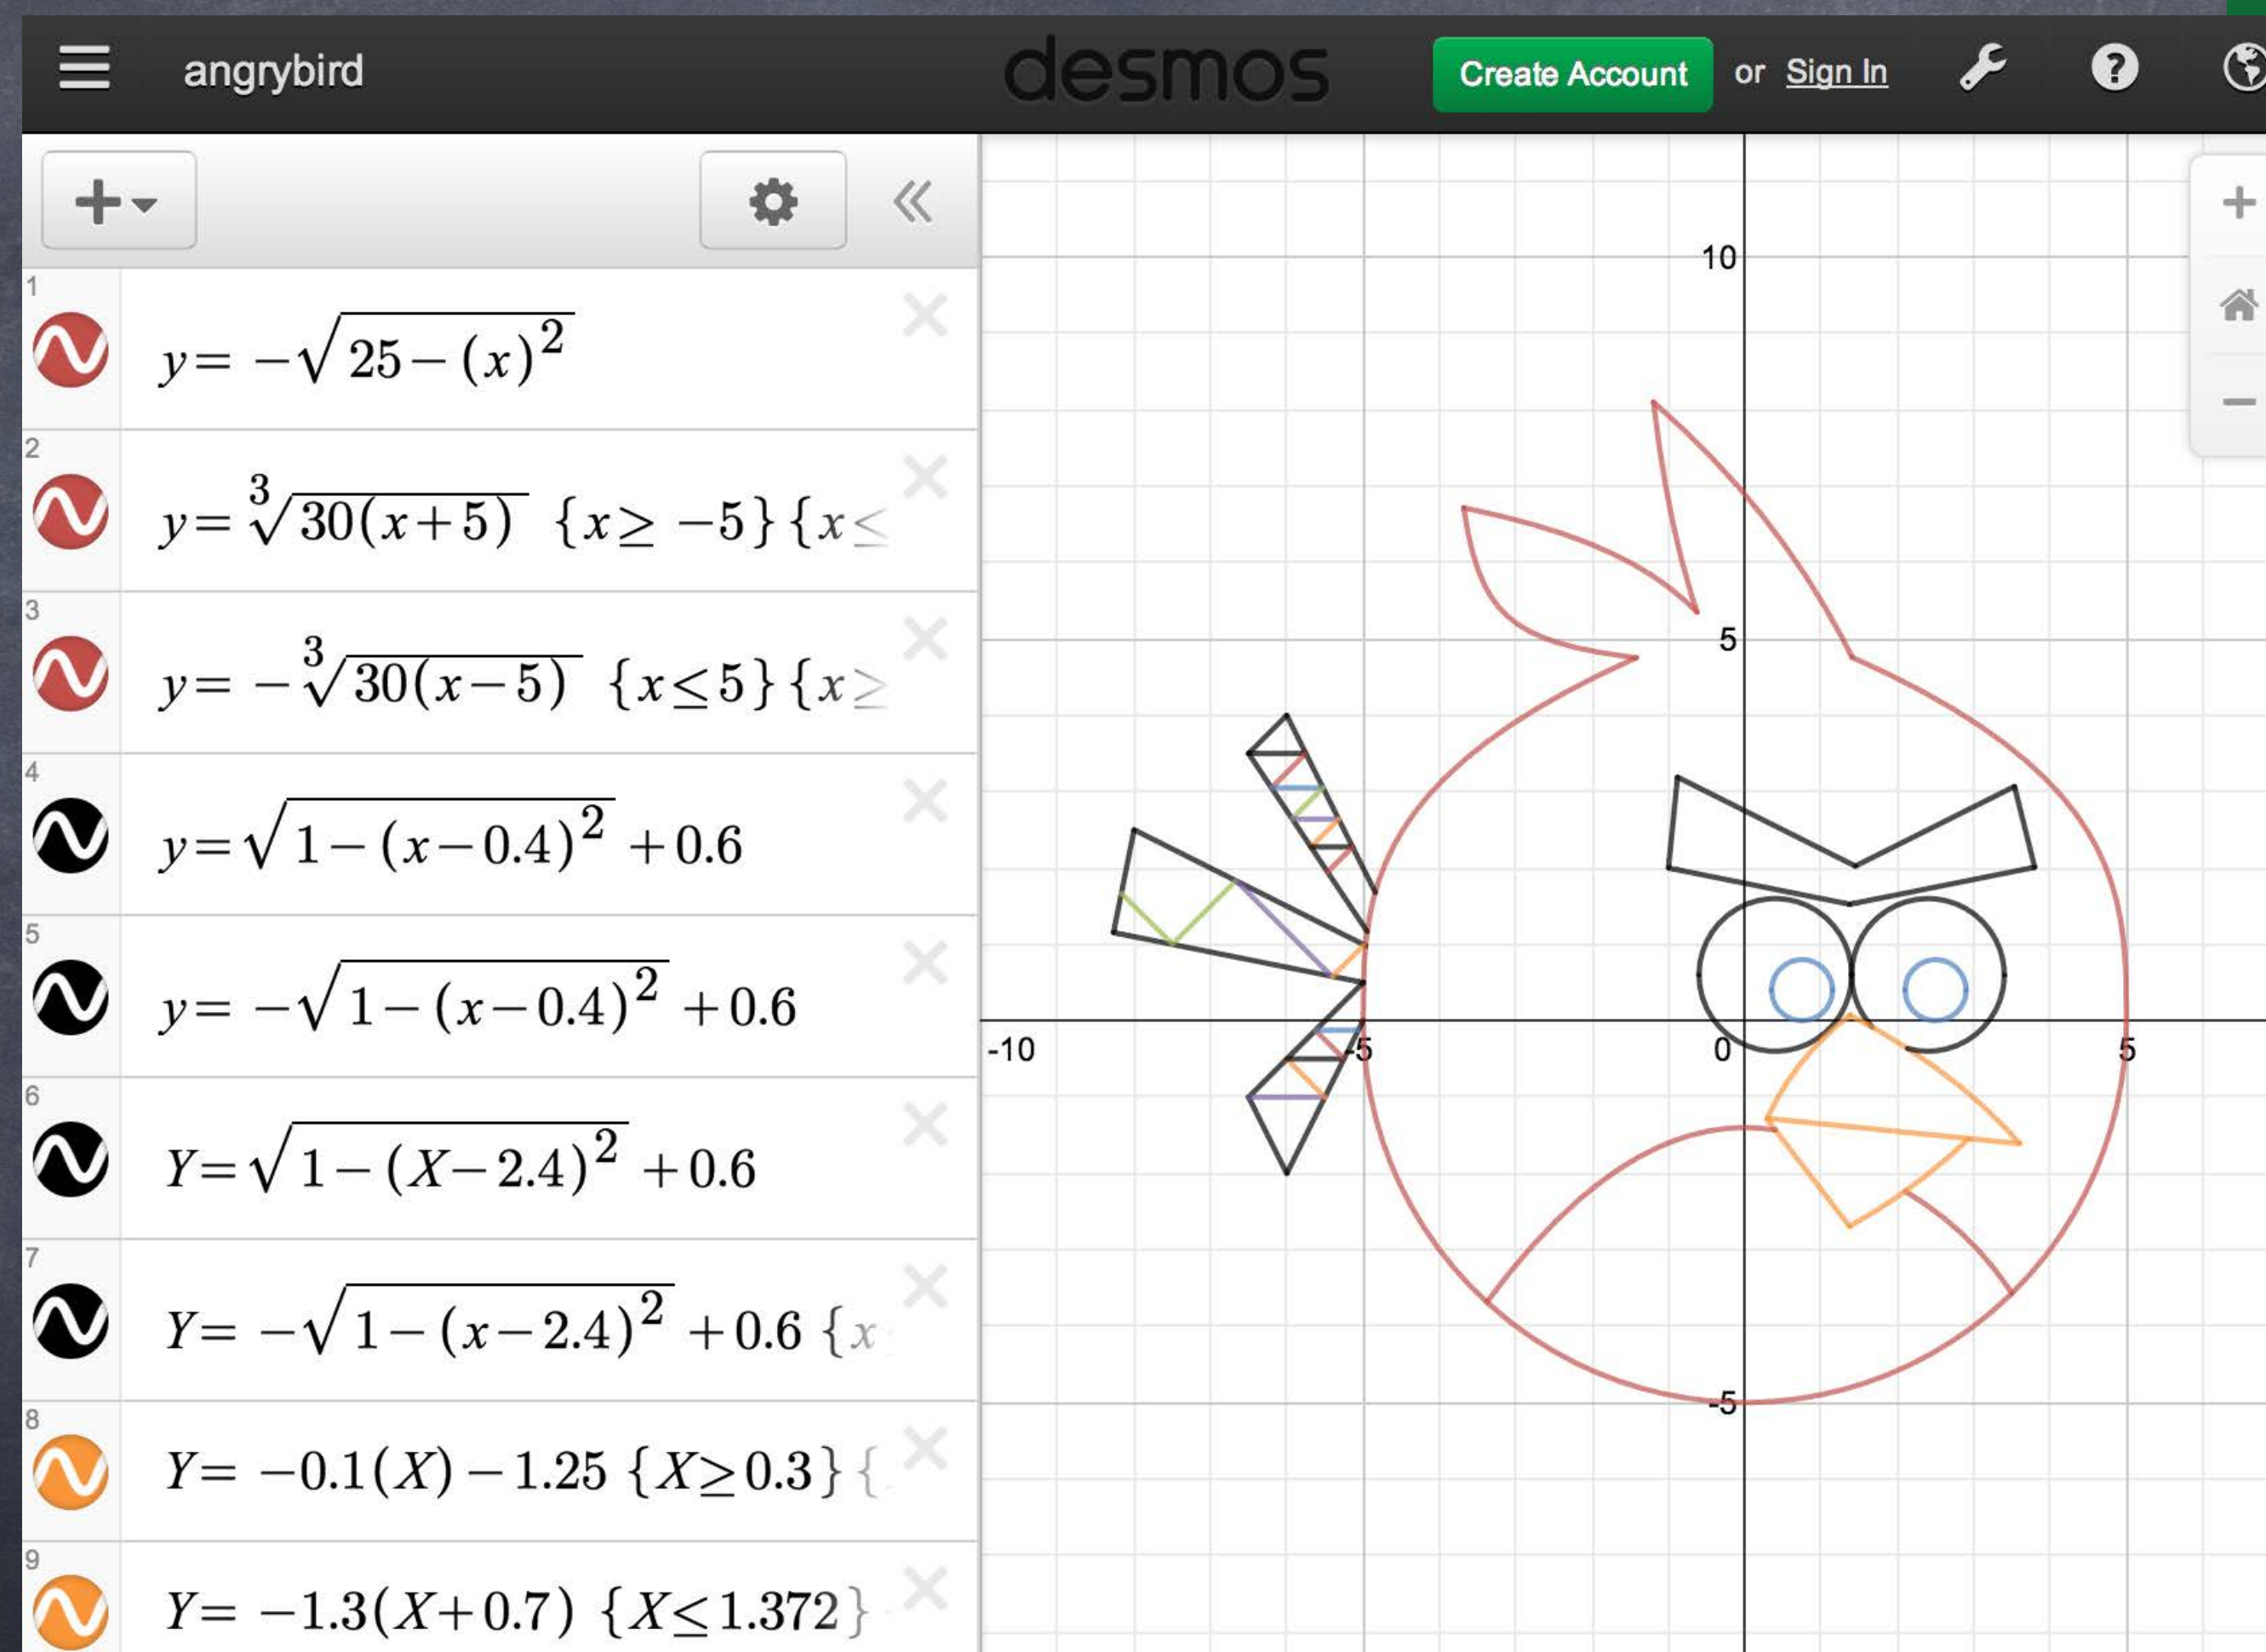 angrybird
desmos
Create Account or Sign In
1
y= −√25−(x)²
2
y=³√30(x+5) {x≥ −5}{x≤
3
y= −³√30(x−5) {x≤5}{x≥
4
y=√1−(x−0.4)² +0.6
5
y= −√1−(x−0.4)² +0.6
6
Y=√1−(X−2.4)² +0.6
7
Y= −√1−(x−2.4)² +0.6 {x
8
Y= −0.1(X)−1.25 {X≥0.3}{
9
Y= −1.3(X+0.7) {X≤1.372}
10
5
-10
-5
0
5
-5